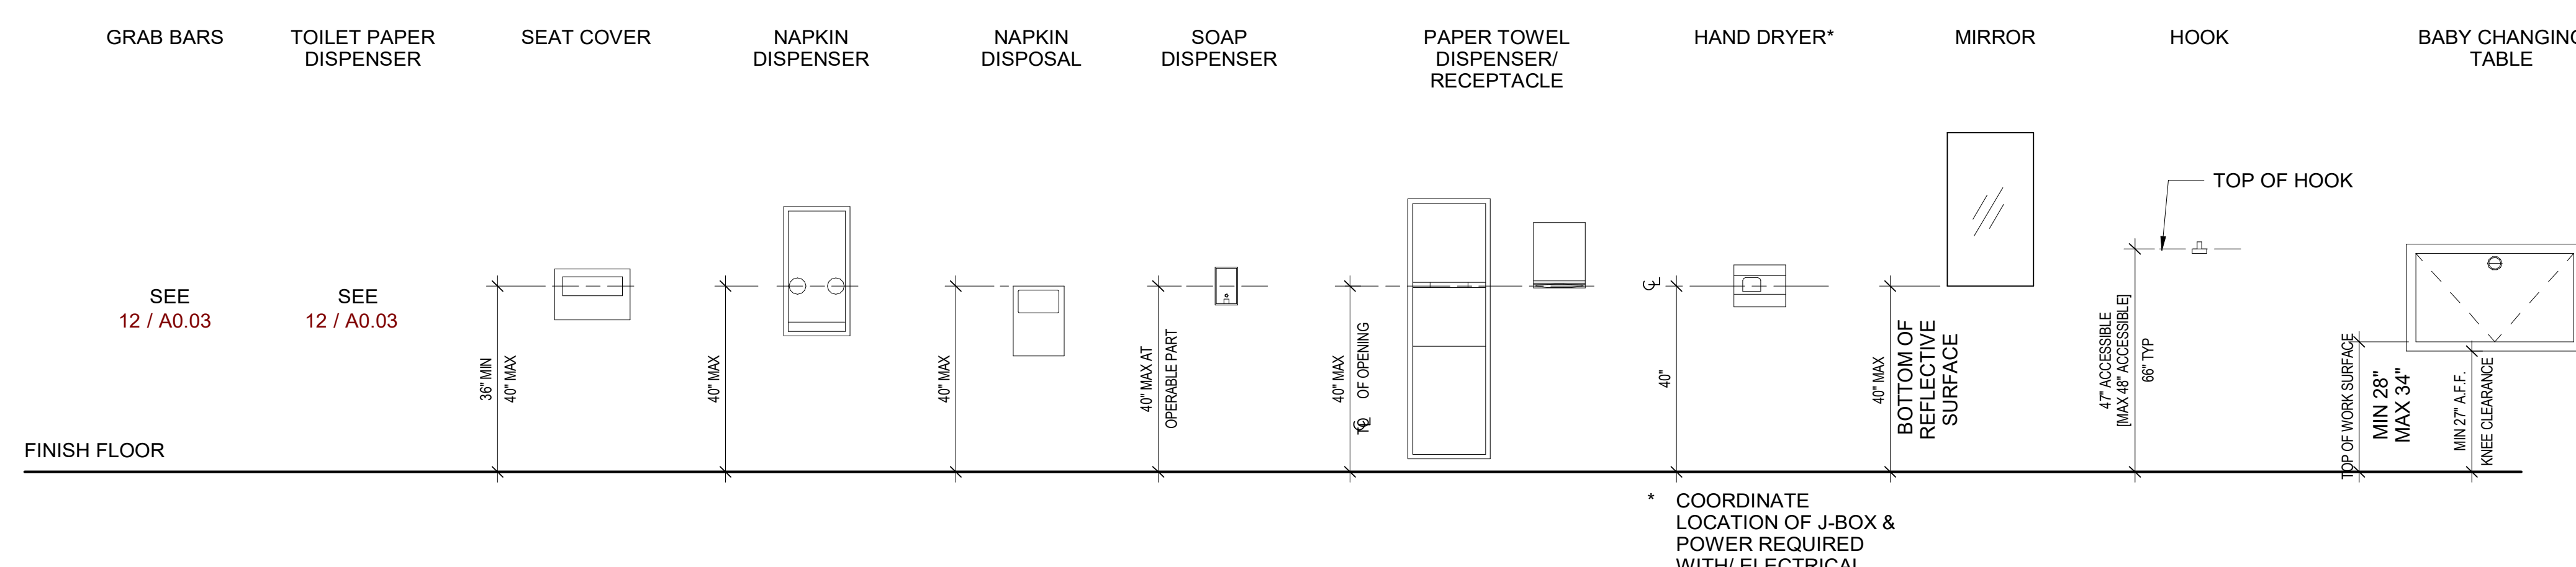 GRAB BARS
TOILET PAPER
DISPENSER
SEAT COVER
NAPKIN
DISPENSER
NAPKIN
DISPOSAL
SOAP
DISPENSER
PAPER TOWEL
DISPENSER/
RECEPTACLE
HAND DRYER*
MIRROR
HOOK
BABY CHANGING
TABLE
TOP OF HOOK
SEE
12 / A0.03
SEE
12 / A0.03
36" MIN
40" MAX
40" MAX
40" MAX
40" MAX AT
OPERABLE PART
40" MAX
TO ℄ OF OPENING
℄
40"
40" MAX
BOTTOM OF
REFLECTIVE
SURFACE
47" ACCESSIBLE
[MAX 48" ACCESSIBLE]
66" TYP
TOP OF WORK SURFACE
MIN 28"
MAX 34"
MIN 27" A.F.F.
KNEE CLEARANCE
FINISH FLOOR
* COORDINATE
LOCATION OF J-BOX &
POWER REQUIRED
WITH/ ELECTRICAL